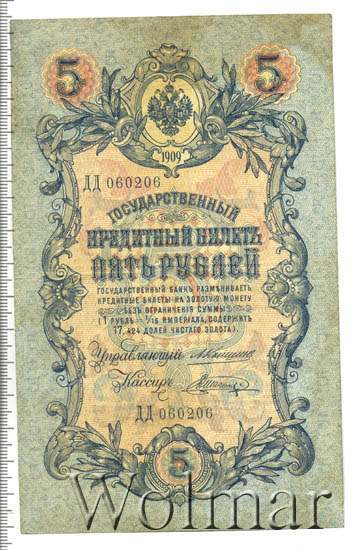 5 5
1909
ДД 060206
ГОСУДАРСТВЕННЫЙ
КРЕДИТНЫЙ БИЛЕТЪ
ПЯТЬ РУБЛЕЙ
ГОСУДАРСТВЕННЫЙ БАНКЪ РАЗМѢНИВАЕТЪ
КРЕДИТНЫЕ БИЛЕТЫ НА ЗОЛОТУЮ МОНЕТУ
БЕЗЪ ОГРАНИЧЕНІЯ СУММЫ
(1 РУБЛЬ = 1/15 ИМПЕРІАЛА, СОДЕРЖИТЪ
17,424 ДОЛЕЙ ЧИСТАГО ЗОЛОТА).
Управляющій
Кассиръ
ДД 060206
5
Wolmar